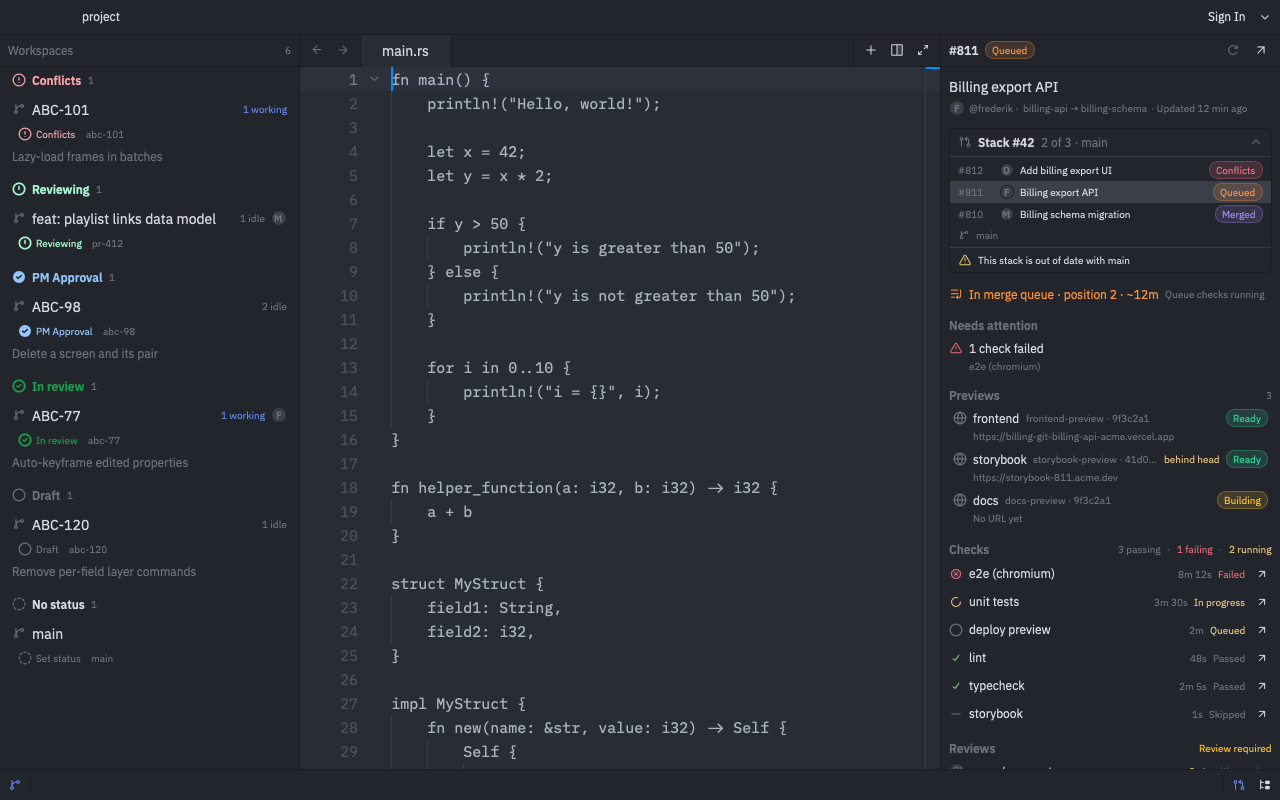 project
Sign In
Workspaces 6
Conflicts 1
ABC-101 1 working
Conflicts abc-101
Lazy-load frames in batches
Reviewing 1
feat: playlist links data model 1 idle M
Reviewing pr-412
PM Approval 1
ABC-98 2 idle
PM Approval abc-98
Delete a screen and its pair
In review 1
ABC-77 1 working F
In review abc-77
Auto-keyframe edited properties
Draft 1
ABC-120 1 idle
Draft abc-120
Remove per-field layer commands
No status 1
main
Set status main
main.rs
1 fn main() {
2 println!("Hello, world!");
3
4 let x = 42;
5 let y = x * 2;
6
7 if y > 50 {
8 println!("y is greater than 50");
9 } else {
10 println!("y is not greater than 50");
11 }
12
13 for i in 0..10 {
14 println!("i = {}", i);
15 }
16 }
17
18 fn helper_function(a: i32, b: i32) -> i32 {
19 a + b
20 }
21
22 struct MyStruct {
23 field1: String,
24 field2: i32,
25 }
26
27 impl MyStruct {
28 fn new(name: &str, value: i32) -> Self {
29 Self {
#811 Queued
Billing export API
F @frederik · billing-api → billing-schema · Updated 12 min ago
Stack #42 2 of 3 · main
#812 D Add billing export UI Conflicts
#811 F Billing export API Queued
#810 M Billing schema migration Merged
main
This stack is out of date with main
In merge queue · position 2 · ~12m Queue checks running
Needs attention
1 check failed
e2e (chromium)
Previews 3
frontend frontend-preview · 9f3c2a1 Ready
https://billing-git-billing-api-acme.vercel.app
storybook storybook-preview · 41d0… behind head Ready
https://storybook-811.acme.dev
docs docs-preview · 9f3c2a1 Building
No URL yet
Checks 3 passing · 1 failing · 2 running
e2e (chromium) 8m 12s Failed
unit tests 3m 30s In progress
deploy preview 2m Queued
lint 48s Passed
typecheck 2m 5s Passed
storybook 1s Skipped
Reviews Review required